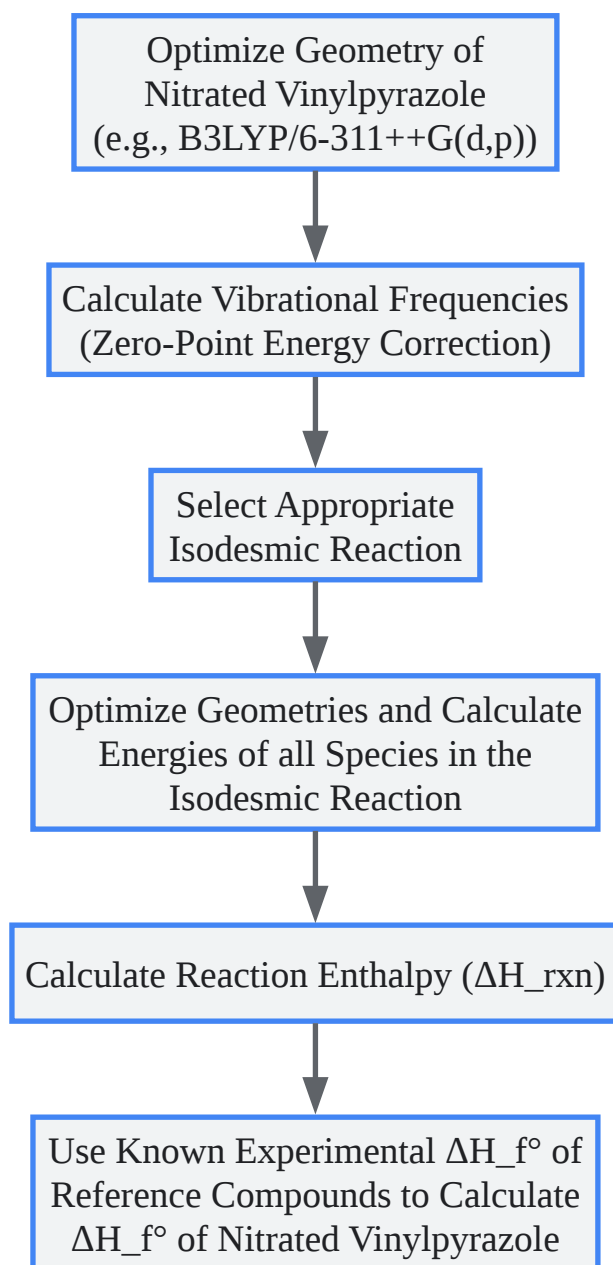 Optimize Geometry of
Nitrated Vinylpyrazole
(e.g., B3LYP/6-311++G(d,p))
Calculate Vibrational Frequencies
(Zero-Point Energy Correction)
Select Appropriate
Isodesmic Reaction
Optimize Geometries and Calculate
Energies of all Species in the
Isodesmic Reaction
Calculate Reaction Enthalpy (ΔH_rxn)
Use Known Experimental ΔH_f° of
Reference Compounds to Calculate
ΔH_f° of Nitrated Vinylpyrazole